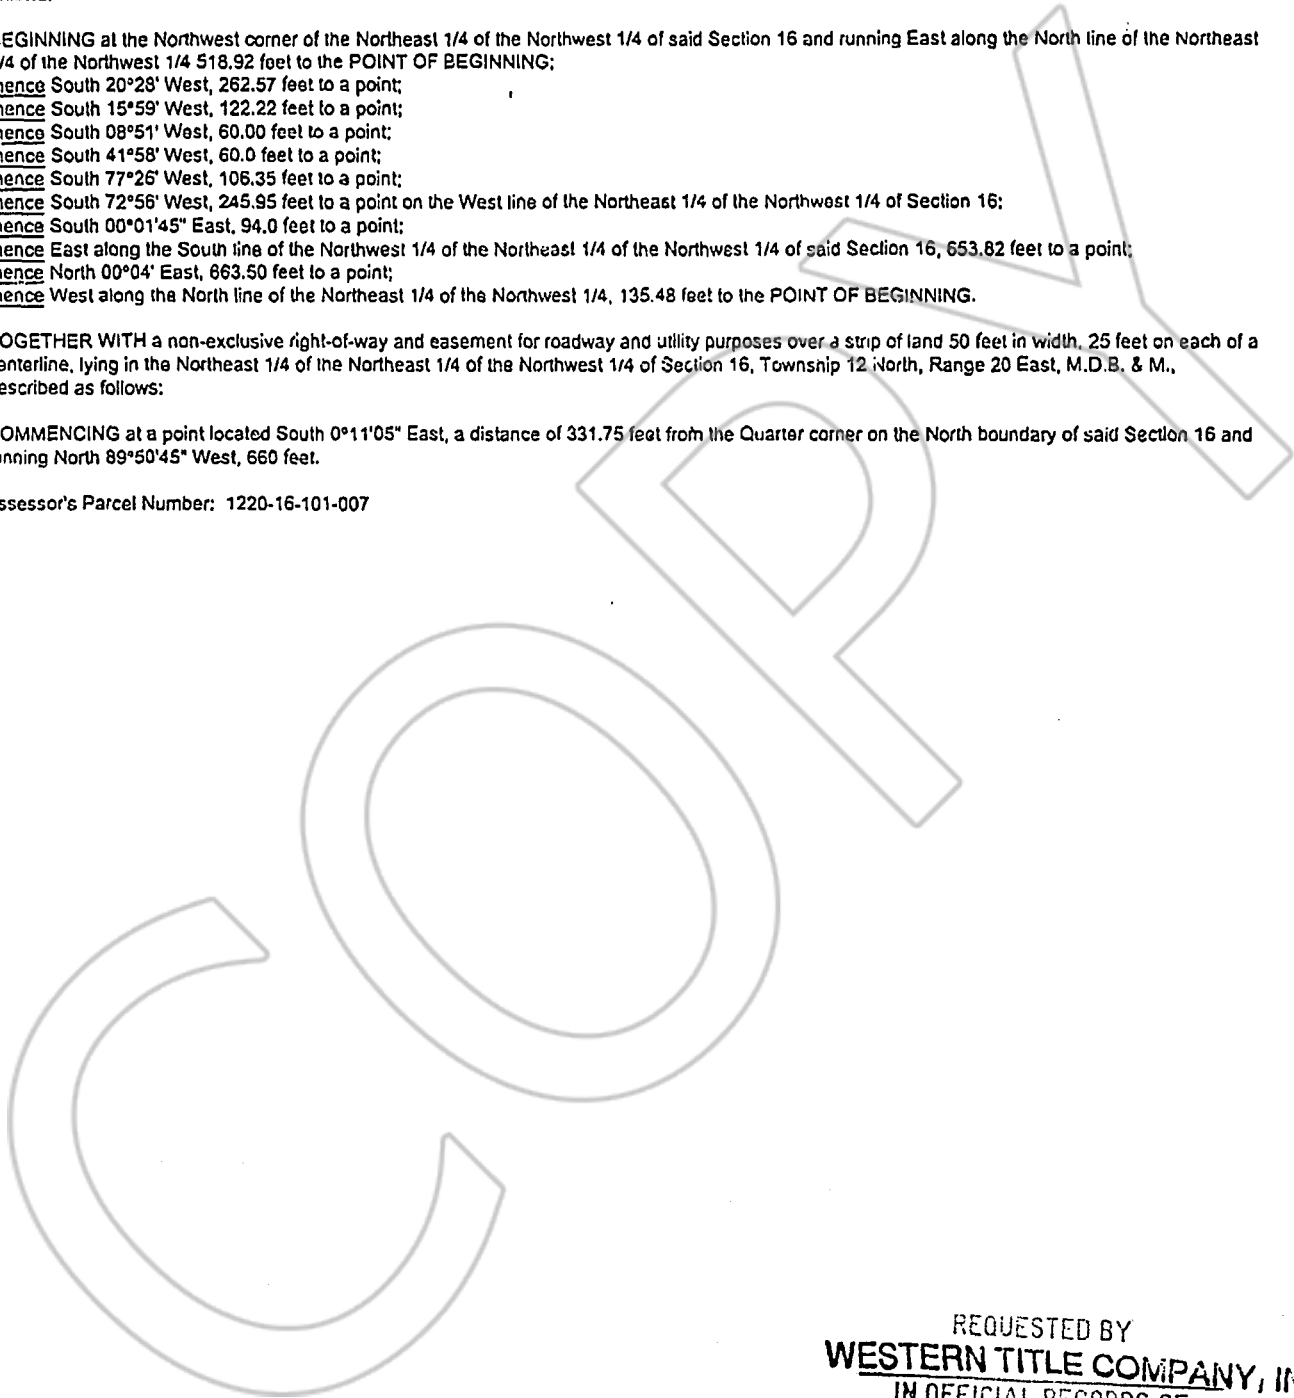 EGINNING at the Northwest corner of the Northeast 1/4 of the Northwest 1/4 of said Section 16 and running East along the North line of the Northeast
/4 of the Northwest 1/4 518.92 feet to the POINT OF BEGINNING;
hence South 20°28' West, 262.57 feet to a point;
hence South 15°59' West, 122.22 feet to a point;
hence South 08°51' West, 60.00 feet to a point;
hence South 41°58' West, 60.0 feet to a point;
hence South 77°26' West, 106.35 feet to a point;
hence South 72°56' West, 245.95 feet to a point on the West line of the Northeast 1/4 of the Northwest 1/4 of Section 16;
hence South 00°01'45" East, 94.0 feet to a point;
hence East along the South line of the Northwest 1/4 of the Northeast 1/4 of the Northwest 1/4 of said Section 16, 653.82 feet to a point;
hence North 00°04' East, 663.50 feet to a point;
hence West along the North line of the Northeast 1/4 of the Northwest 1/4, 135.48 feet to the POINT OF BEGINNING.
OGETHER WITH a non-exclusive right-of-way and easement for roadway and utility purposes over a strip of land 50 feet in width, 25 feet on each of a
enterline, lying in the Northeast 1/4 of the Northeast 1/4 of the Northwest 1/4 of Section 16, Township 12 North, Range 20 East, M.D.B. & M.,
escribed as follows:
OMMENCING at a point located South 0°11'05" East, a distance of 331.75 feet from the Quarter corner on the North boundary of said Section 16 and
nning North 89°50'45" West, 660 feet.
ssessor's Parcel Number: 1220-16-101-007
COPY
REQUESTED BY
WESTERN TITLE COMPANY, IN
IN OFFICIAL RECORDS OF